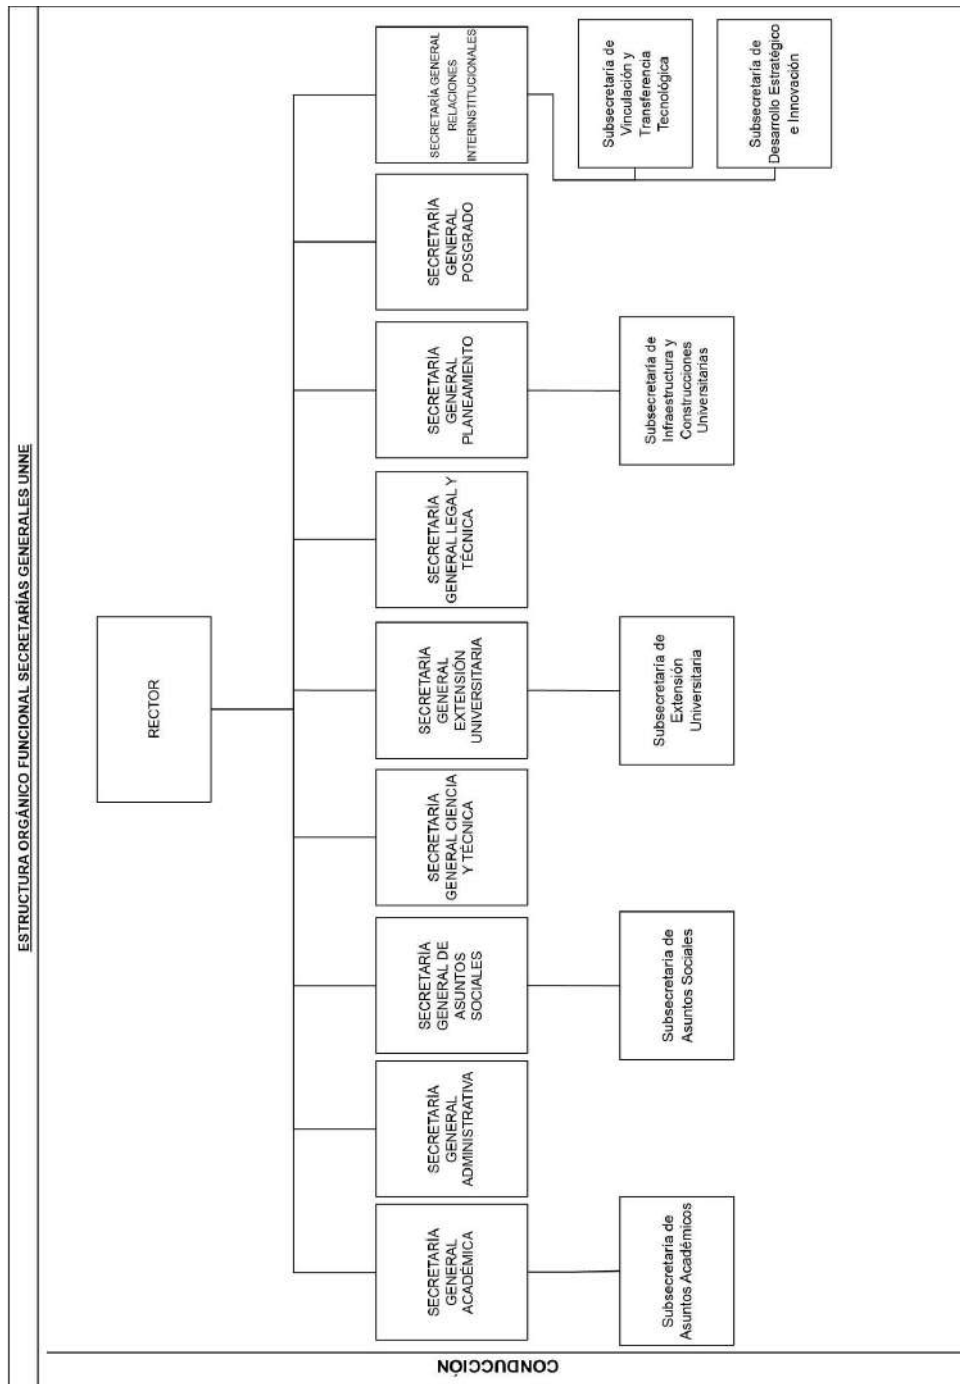 ESTRUCTURA ORGÁNICO FUNCIONAL SECRETARÍAS GENERALES UNNE
CONDUCCIÓN
RECTOR
SECRETARÍA
GENERAL
ACADÉMICA
SECRETARÍA
GENERAL
ADMINISTRATIVA
SECRETARÍA
GENERAL DE
ASUNTOS
SOCIALES
SECRETARÍA
GENERAL CIENCIA
Y TÉCNICA
SECRETARÍA
GENERAL
EXTENSIÓN
UNIVERSITARIA
SECRETARÍA
GENERAL LEGAL Y
TÉCNICA
SECRETARÍA
GENERAL
PLANEAMIENTO
SECRETARÍA
GENERAL
POSGRADO
SECRETARÍA GENERAL
RELACIONES
INTERINSTITUCIONALES
Subsecretaría de
Asuntos Académicos
Subsecretaría de
Asuntos Sociales
Subsecretaría de
Extensión
Universitaria
Subsecretaría de
Infraestructura y
Construcciones
Universitarias
Subsecretaría de
Vinculación y
Transferencia
Tecnológica
Subsecretaría de
Desarrollo Estratégico
e Innovación